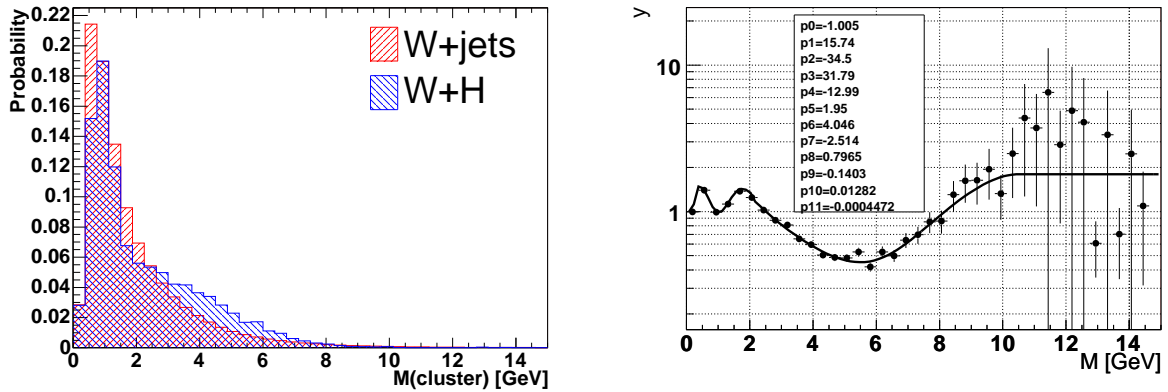 Probability
0.22
0.2
0.18
0.16
0.14
0.12
0.1
0.08
0.06
0.04
0.02
0
W+jets
W+H
0 2 4 6 8 10 12 14
M(cluster) [GeV]
y
10
1
p0=-1.005
p1=15.74
p2=-34.5
p3=31.79
p4=-12.99
p5=1.95
p6=4.046
p7=-2.514
p8=0.7965
p9=-0.1403
p10=0.01282
p11=-0.0004472
0 2 4 6 8 10 12 14
M [GeV]